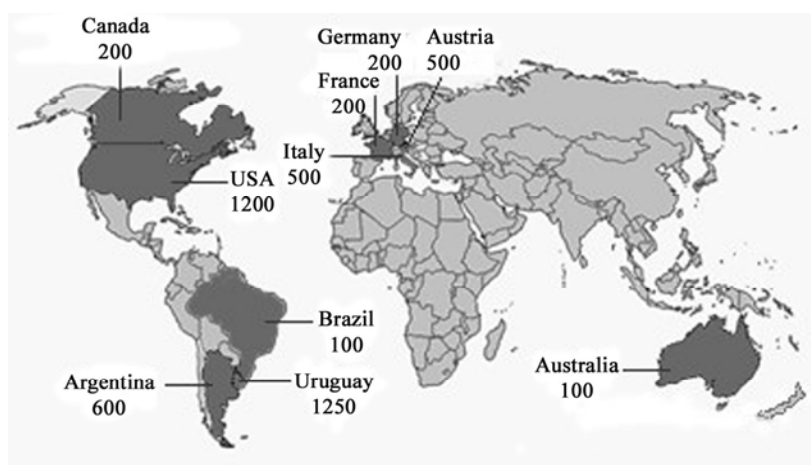 Canada
200
Germany
200
Austria
500
France
200
Italy
500
USA
1200
Brazil
100
Argentina
600
Uruguay
1250
Australia
100